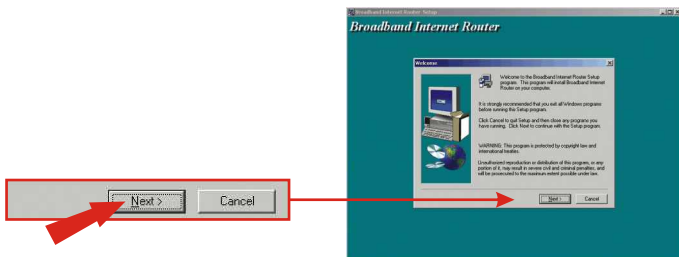 Broadband Internet Router Setup
Broadband Internet Router
Welcome
Welcome to the Broadband Internet Router Setup
program. This program will install Broadband Internet
Router on your computer.
It is strongly recommended that you exit all Windows programs
before running this Setup program.
Click Cancel to quit Setup and then close any programs you
have running. Click Next to continue with the Setup program.
WARNING: This program is protected by copyright law and
international treaties.
Unauthorized reproduction or distribution of this program, or any
portion of it, may result in severe civil and criminal penalties, and
will be prosecuted to the maximum extent possible under law.
Next > Cancel
Next > Cancel